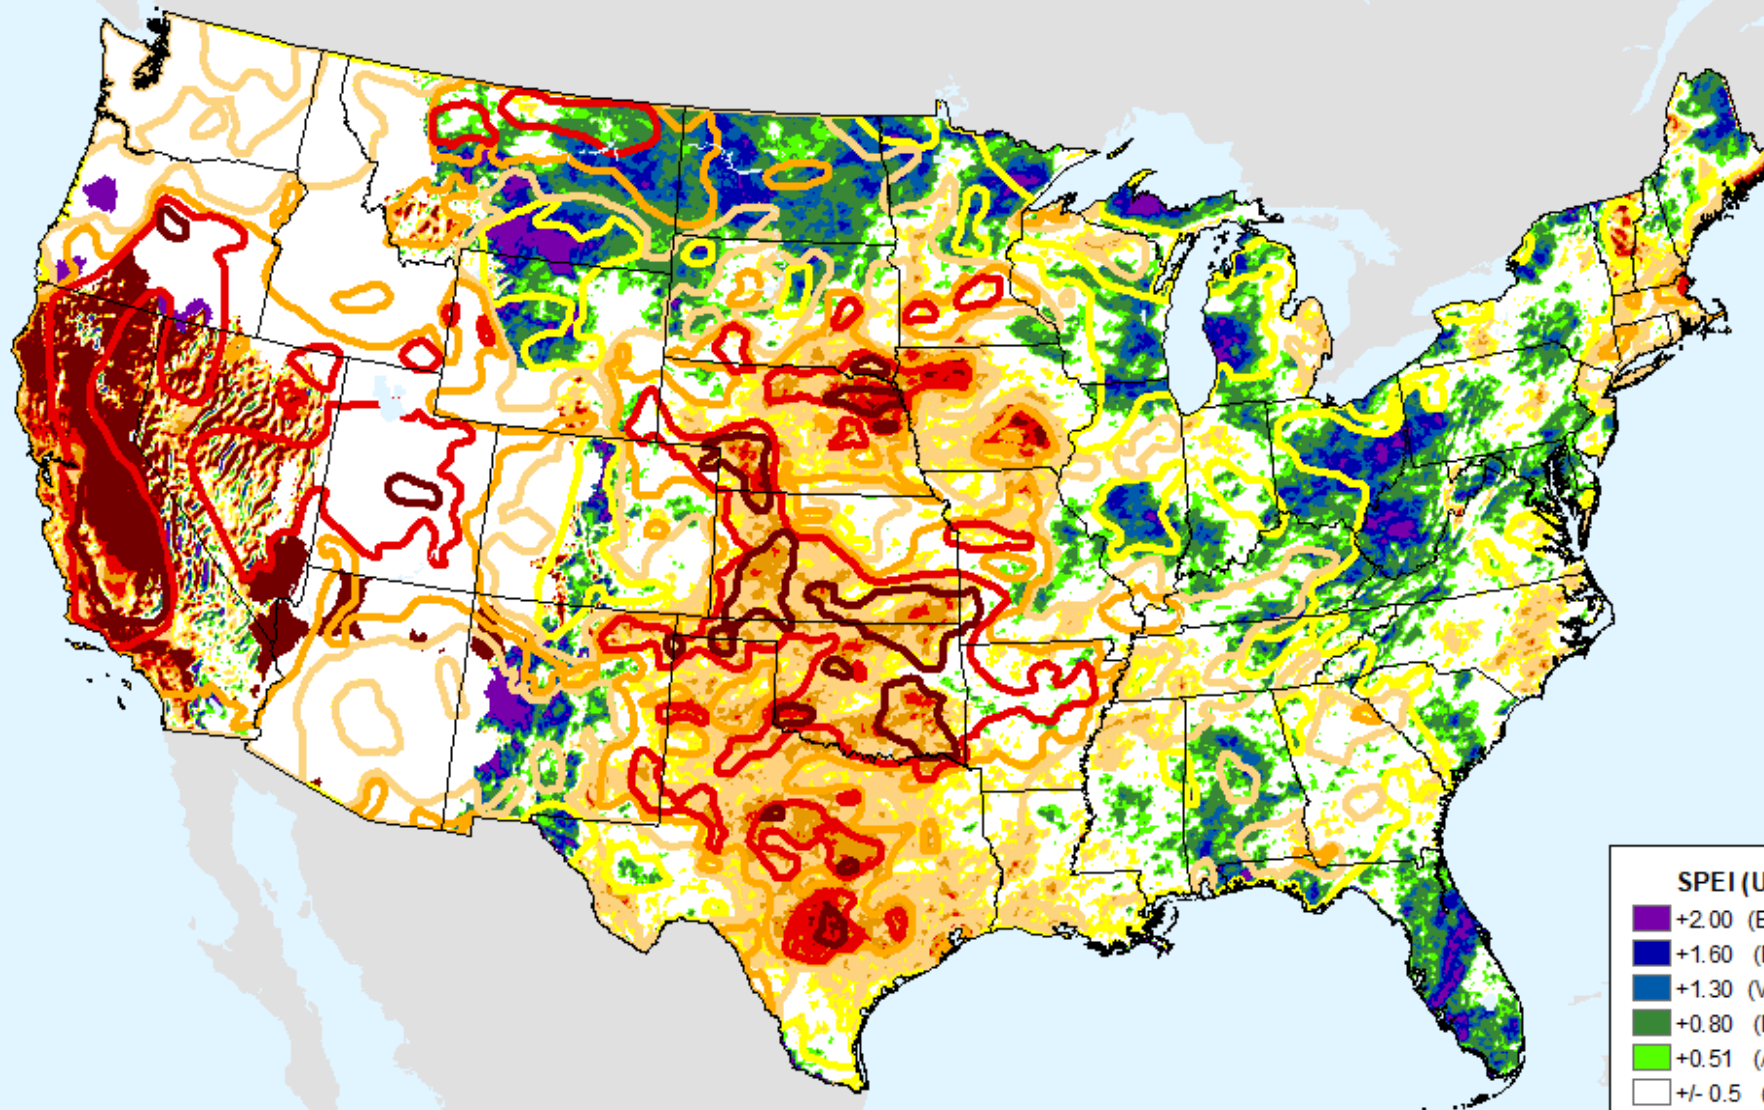 SPEI (U
+2.00 (E
+1.60 (
+1.30 (V
+0.80 (
+0.51 (
+/- 0.5 (